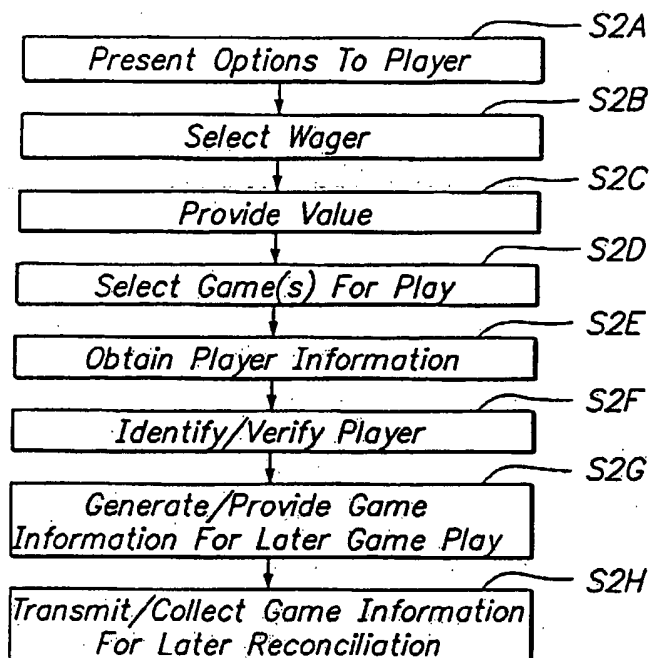 S2A
Present Options To Player
S2B
Select Wager
S2C
Provide Value
S2D
Select Game(s) For Play
S2E
Obtain Player Information
S2F
Identify/Verify Player
S2G
Generate/Provide Game
Information For Later Game Play
S2H
Transmit/Collect Game Information
For Later Reconciliation